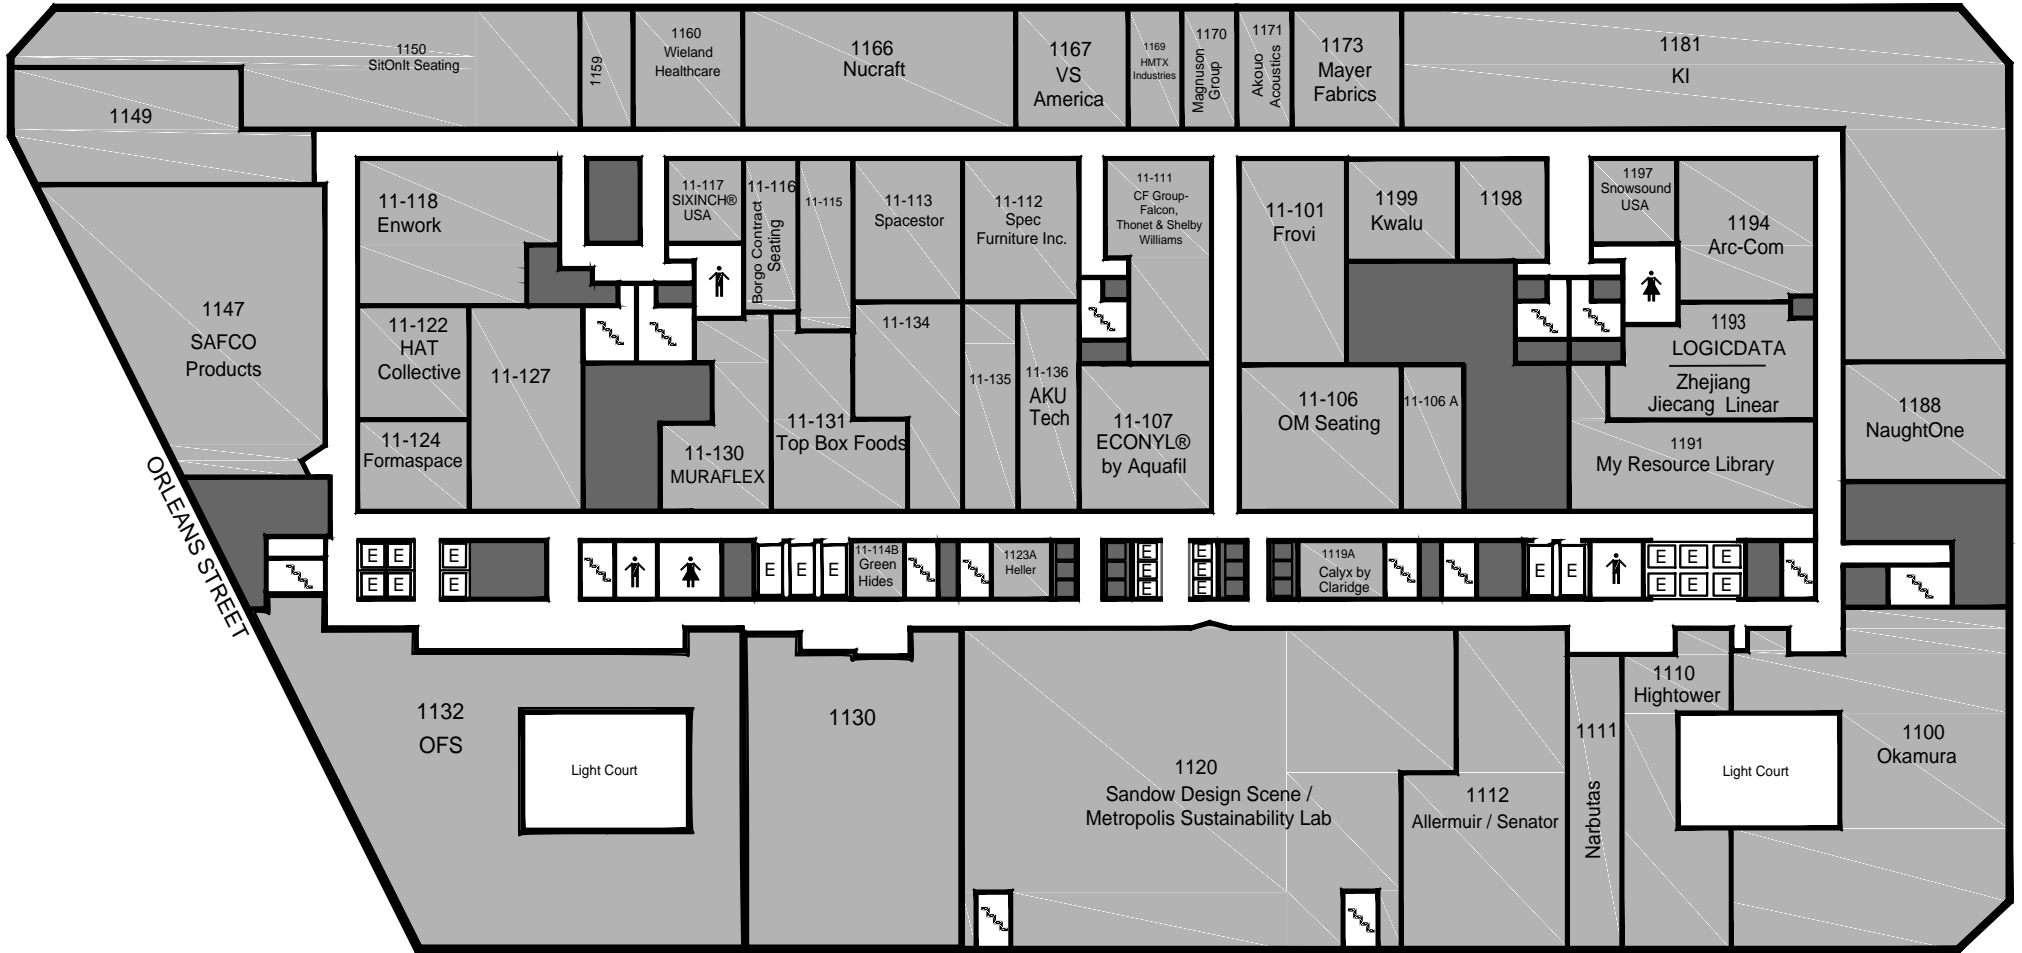 1150
SitOnIt Seating
1159
1160
Wieland
Healthcare
1166
Nucraft
1167
VS
America
1169
HMTX
Industries
1170
Magnuson
Group
1171
Akouo
Acoustics
1173
Mayer
Fabrics
1181
KI
1149
11-118
Enwork
11-117
SIXINCH®
USA
11-116
Borgo Contract
Seating
11-115
11-113
Spacestor
11-112
Spec
Furniture Inc.
11-111
CF Group-
Falcon,
Thonet & Shelby
Williams
11-101
Frovi
1199
Kwalu
1198
1197
Snowsound
USA
1194
Arc-Com
1147
SAFCO
Products
11-122
HAT
Collective
11-127
11-134
11-135
11-136
AKU
Tech
1193
LOGICDATA
Zhejiang
Jiecang Linear
11-124
Formaspace
11-130
MURAFLEX
11-131
Top Box Foods
11-107
ECONYL®
by Aquafil
11-106
OM Seating
11-106 A
1191
My Resource Library
1188
NaughtOne
ORLEANS STREET
E E
E E
E
E
E E E
11-114B
Green
Hides
1123A
Heller
E
E
E
E
E
E
1119A
Calyx by
Claridge
E E
E E E
E E E
1132
OFS
Light Court
1130
1120
Sandow Design Scene /
Metropolis Sustainability Lab
1112
Allermuir / Senator
1111
Narbutas
1110
Hightower
Light Court
1100
Okamura